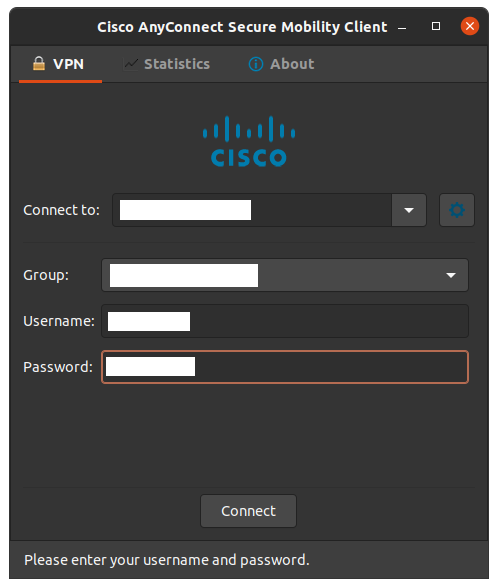 Cisco AnyConnect Secure Mobility Client
VPN Statistics About
CISCO
Connect to:
Group:
Username:
Password:
Connect
Please enter your username and password.